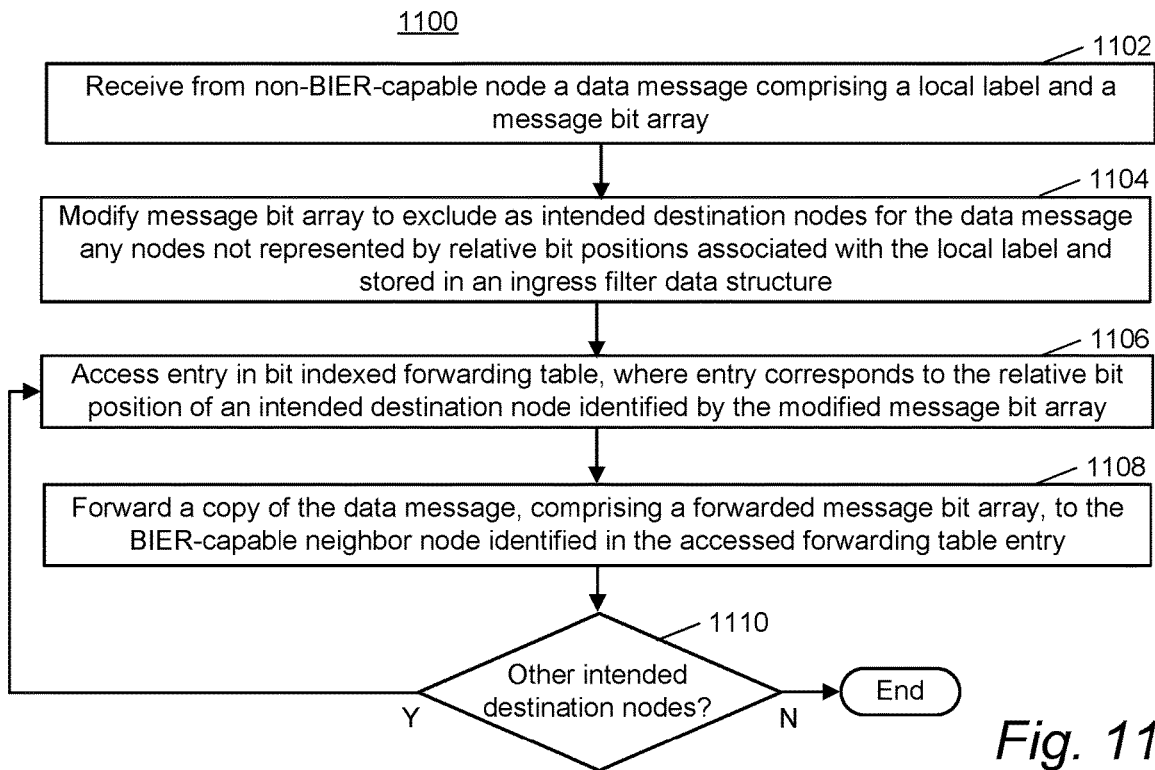 1100
1102
Receive from non-BIER-capable node a data message comprising a local label and a
message bit array
1104
Modify message bit array to exclude as intended destination nodes for the data message
any nodes not represented by relative bit positions associated with the local label and
stored in an ingress filter data structure
1106
Access entry in bit indexed forwarding table, where entry corresponds to the relative bit
position of an intended destination node identified by the modified message bit array
1108
Forward a copy of the data message, comprising a forwarded message bit array, to the
BIER-capable neighbor node identified in the accessed forwarding table entry
1110
Other intended
destination nodes?
Y
N
End
Fig. 11